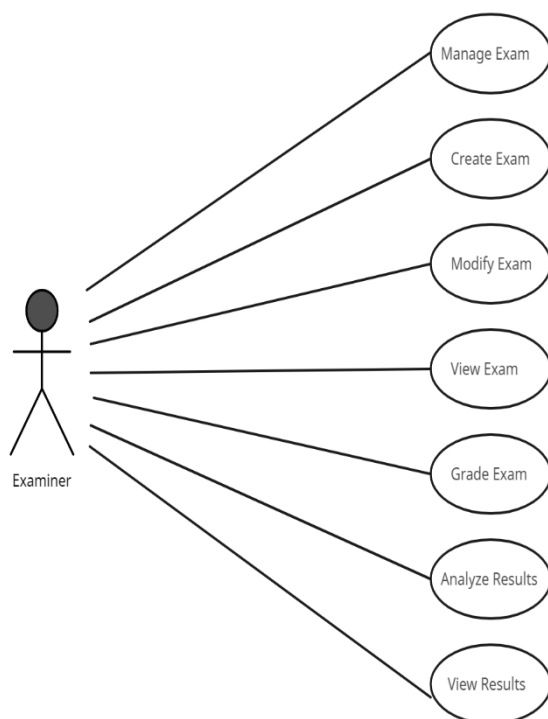 Manage Exam
Create Exam
Modify Exam
View Exam
Grade Exam
Examiner
Analyze Results
View Results